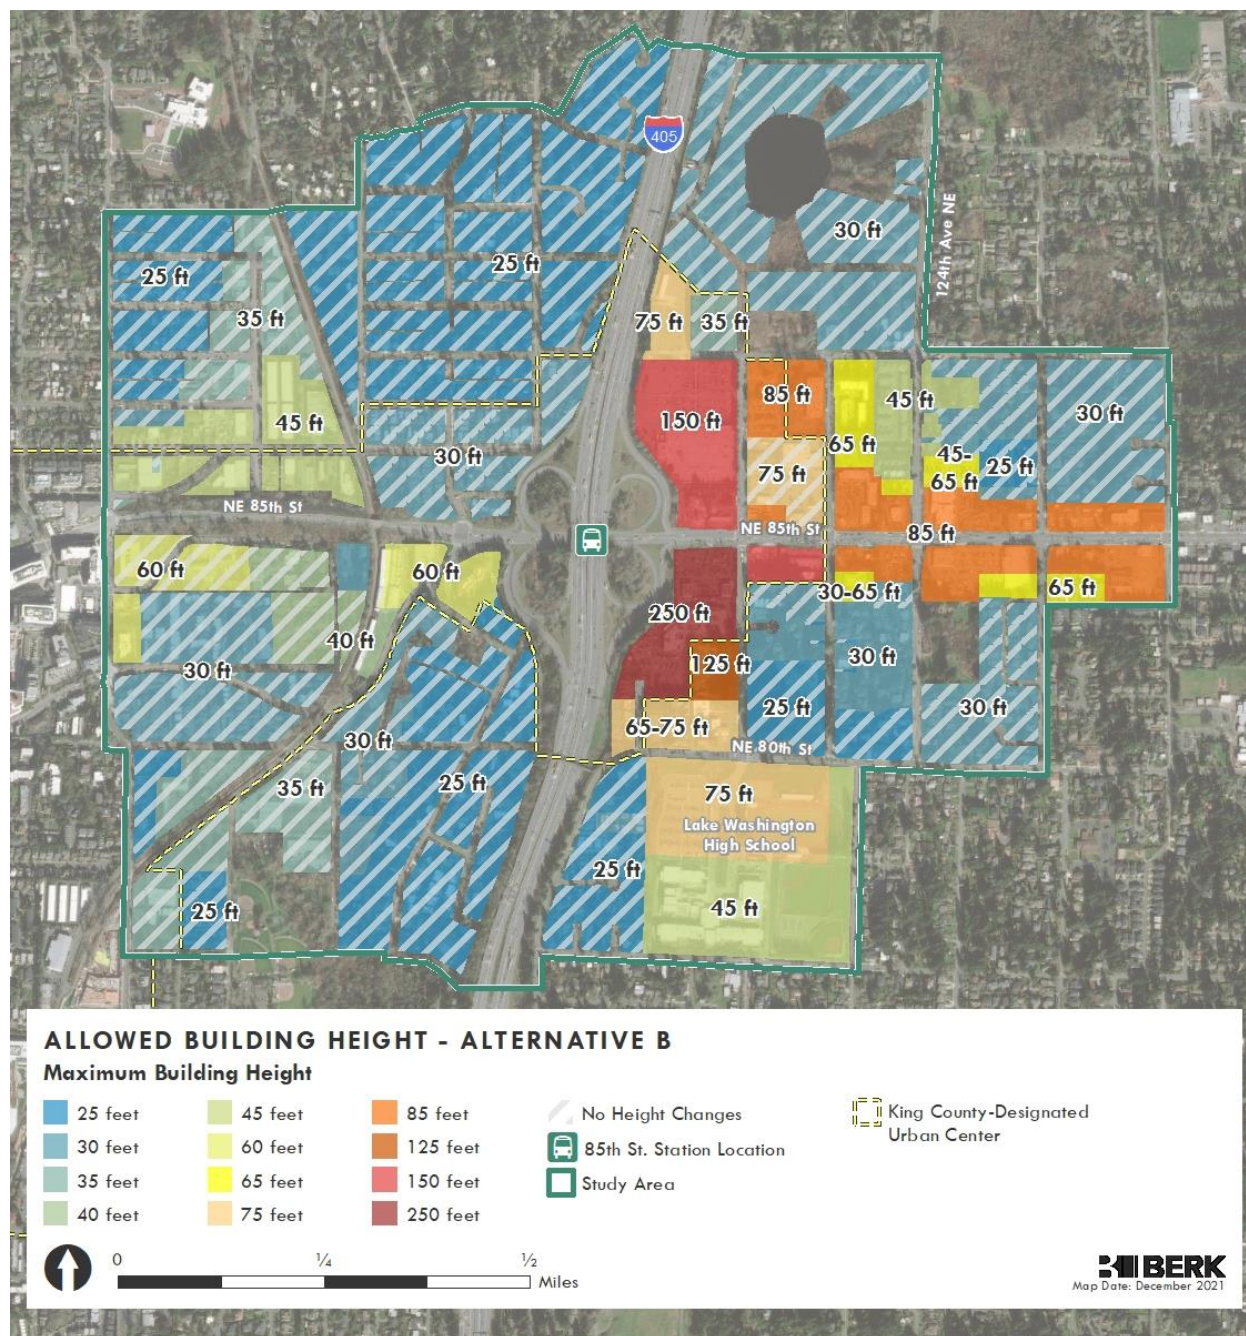 405
124th Ave NE
30 ft
25 ft
25 ft
35 ft
75 ft
35 ft
150 ft
85 ft
45 ft
30 ft
45 ft
65 ft
30 ft
75 ft
45-
65 ft
25 ft
NE 85th St
NE 85th St
85 ft
60 ft
60 ft
250 ft
30-65 ft
65 ft
40 ft
125 ft
30 ft
30 ft
25 ft
30 ft
65-75 ft
30 ft
NE 80th St
35 ft
25 ft
75 ft
Lake Washington
High School
25 ft
25 ft
45 ft
ALLOWED BUILDING HEIGHT - ALTERNATIVE B
Maximum Building Height
25 feet
30 feet
35 feet
40 feet
45 feet
60 feet
65 feet
75 feet
85 feet
125 feet
150 feet
250 feet
No Height Changes
85th St. Station Location
Study Area
King County-Designated
Urban Center
0 ¼ ½
Miles
BERK
Map Date: December 2021